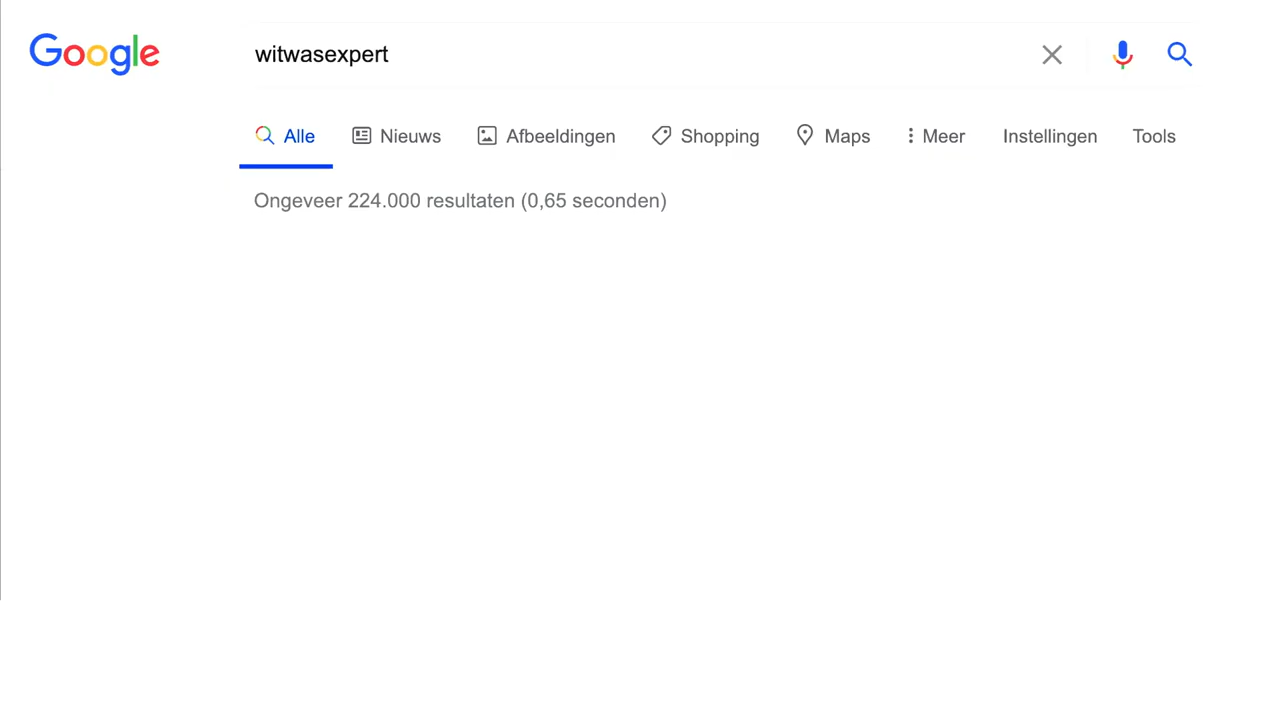 Google witwasexpert
Alle Nieuws Afbeeldingen Shopping Maps Meer Instellingen Tools
Ongeveer 224.000 resultaten (0,65 seconden)